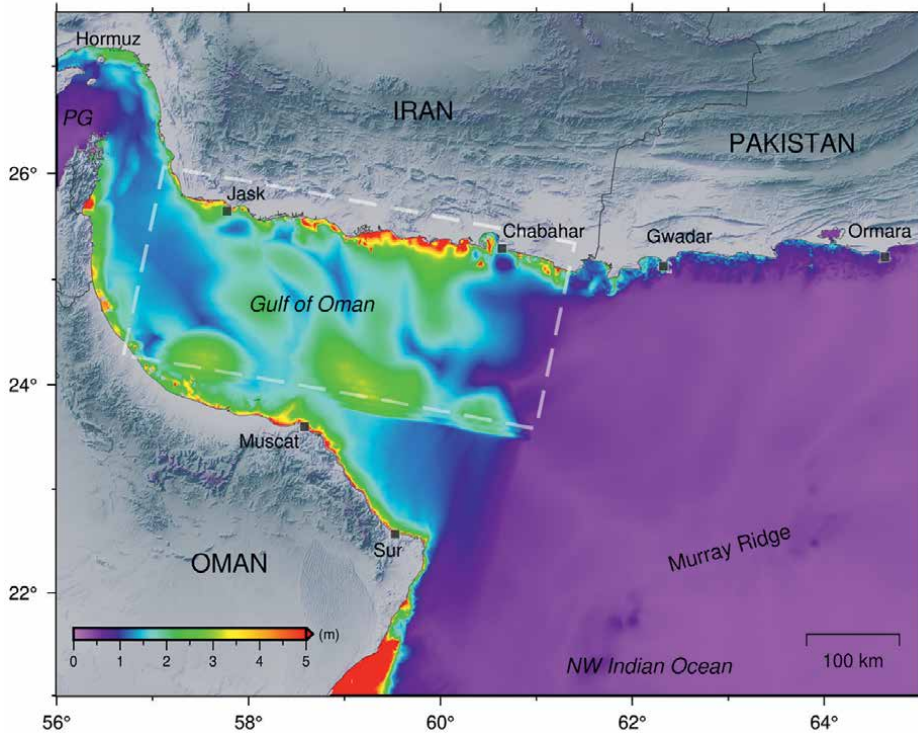 Hormuz
PG
IRAN
PAKISTAN
26°
Jask
Chabahar
Gwadar
Ormara
Gulf of Oman
24°
Muscat
Sur
OMAN
Murray Ridge
22°
(m)
0 1 2 3 4 5
100 km
NW Indian Ocean
56° 58° 60° 62° 64°